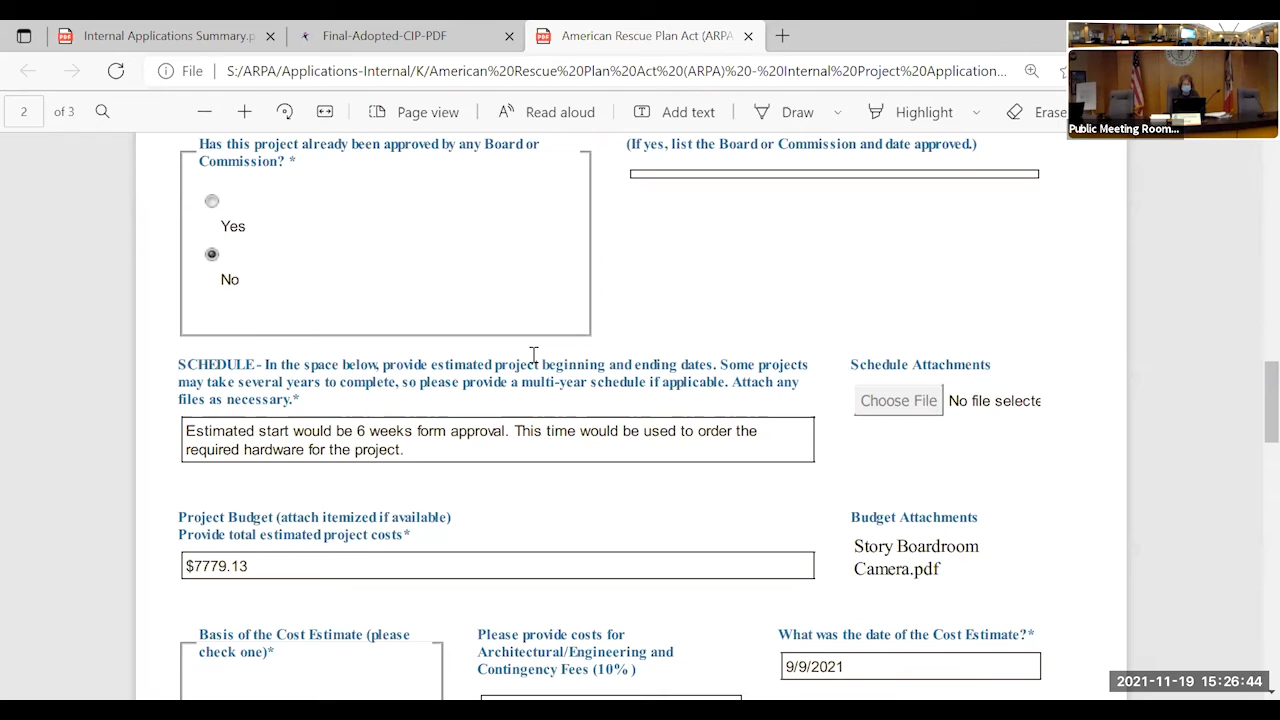 Internal Applications Summary.p
Final-Adopted-CIP-PDF
American Rescue Plan Act (ARPA)
File
S:/ARPA/Applications-Internal/K/American%20Rescue%20Plan%20Act%20(ARPA)%20-%20Internal%20Project%20Application...
2 of 3
Page view
Read aloud
Add text
Draw
Highlight
Erase
Public Meeting Room...
Has this project already been approved by any Board or
Commission? *
(If yes, list the Board or Commission and date approved.)
Yes
No
SCHEDULE - In the space below, provide estimated project beginning and ending dates. Some projects
may take several years to complete, so please provide a multi-year schedule if applicable. Attach any
files as necessary.*
Schedule Attachments
Choose File No file selecte
Estimated start would be 6 weeks form approval. This time would be used to order the
required hardware for the project.
Project Budget (attach itemized if available)
Provide total estimated project costs*
Budget Attachments
$7779.13
Story Boardroom
Camera.pdf
Basis of the Cost Estimate (please
check one)*
Please provide costs for
Architectural/Engineering and
Contingency Fees (10% )
What was the date of the Cost Estimate?*
9/9/2021
2021-11-19 15:26:44